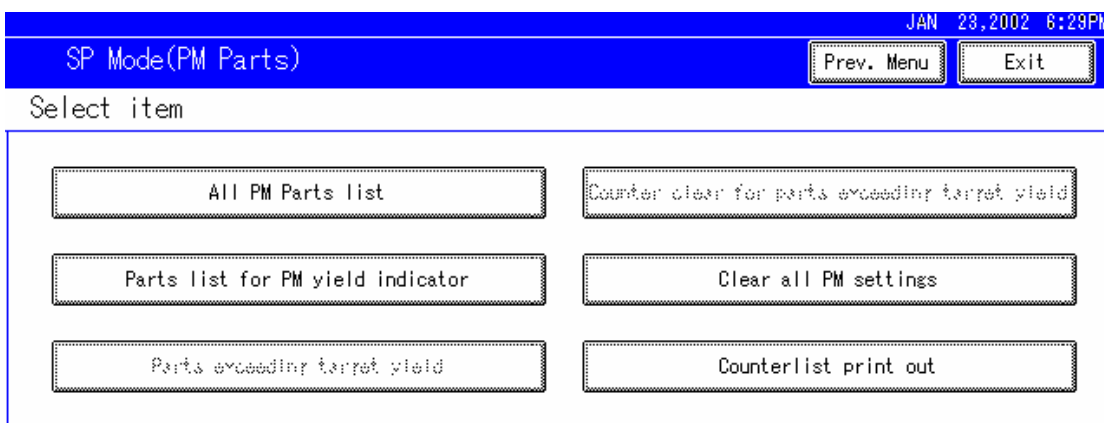 JAN 23,2002 6:29PM
SP Mode(PM Parts)
Prev. Menu
Exit
Select item
All PM Parts list
Counter clear for parts exceeding target yield
Parts list for PM yield indicator
Clear all PM settings
Parts exceeding target yield
Counterlist print out